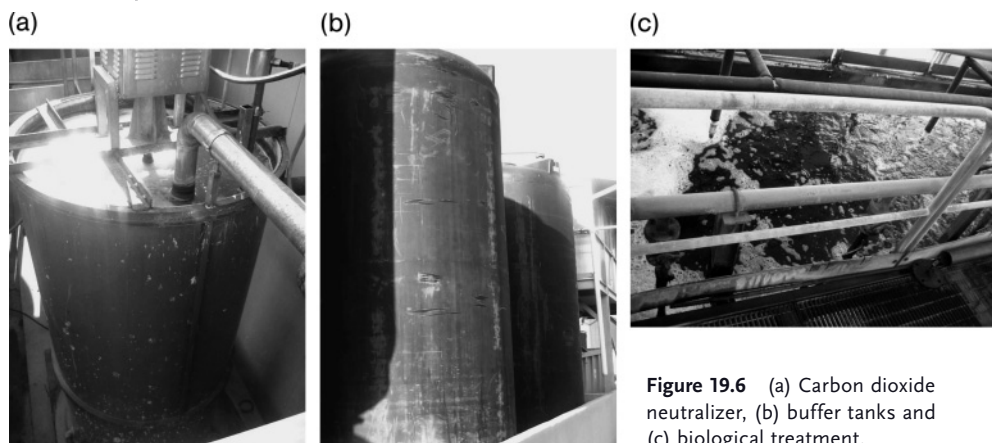 (a)
(b)
(c)
Figure 19.6 (a) Carbon dioxide
neutralizer, (b) buffer tanks and
(c) biological treatment